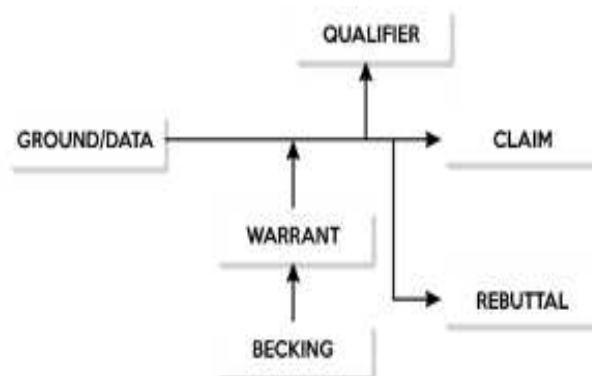 QUALIFIER
GROUND/DATA
CLAIM
WARRANT
REBUTTAL
BECKING